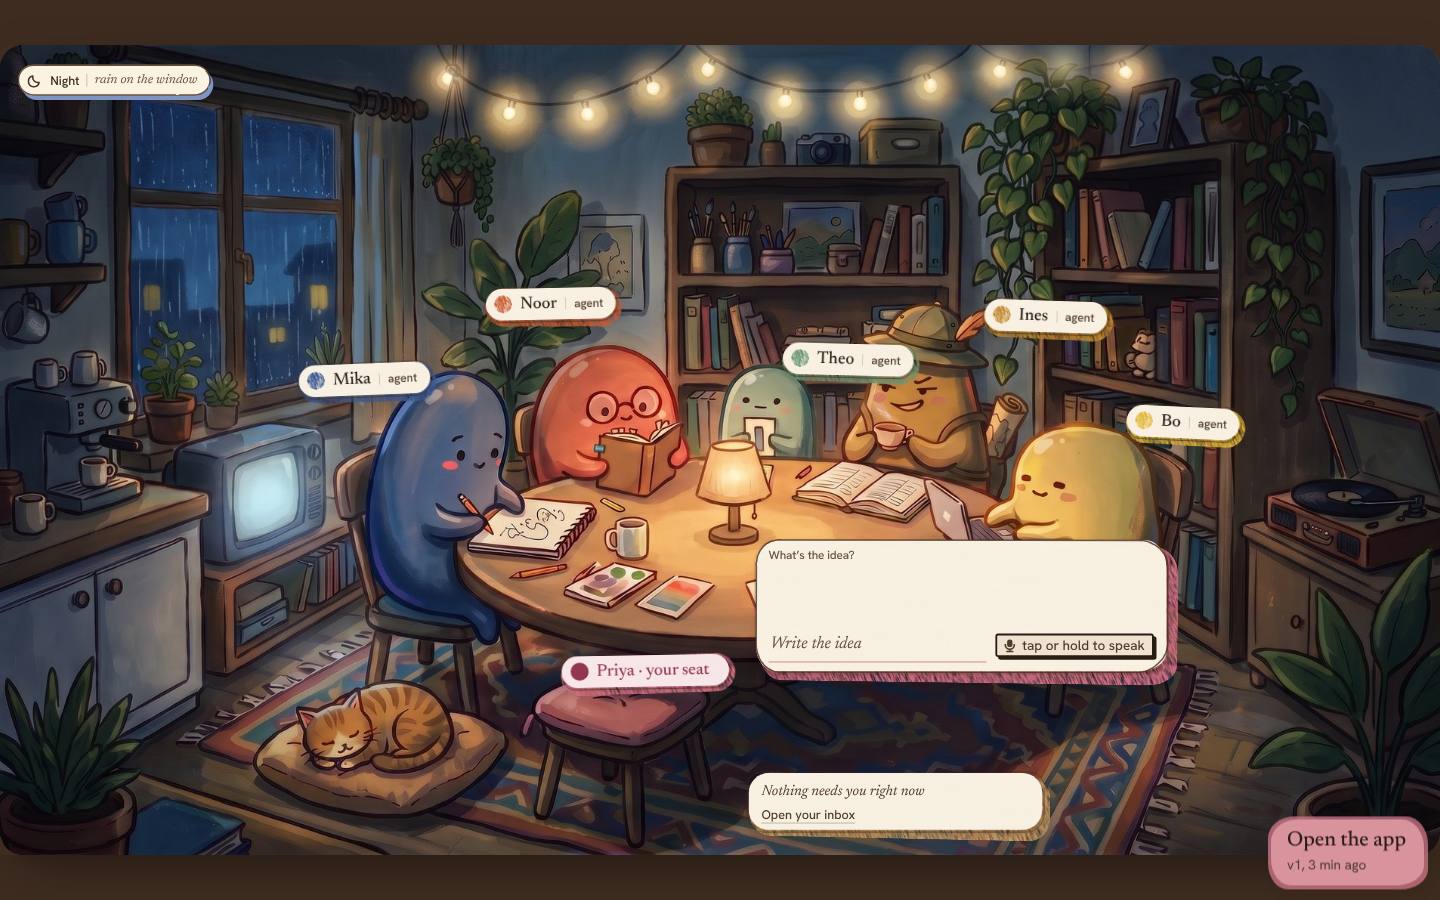 Night rain on the window
Noor agent
Ines agent
Theo agent
Mika agent
Bo agent
What's the idea?
Write the idea
tap or hold to speak
Priya · your seat
Nothing needs you right now
Open your inbox
Open the app
v1, 3 min ago